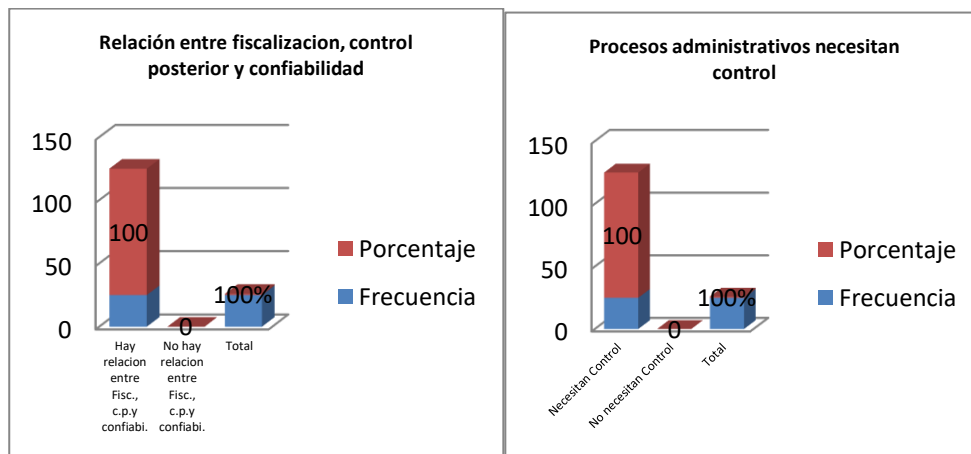 Relación entre fiscalizacion, control
posterior y confiabilidad
150
100
50
0
100
0
100%
Hay
relacion
entre
Fisc.,
c.p.y
confiabi.
No hay
relacion
entre
Fisc.,
c.p.y
confiabi.
Total
Porcentaje
Frecuencia
Procesos administrativos necesitan
control
150
100
50
0
100
0
100%
Necesitan Control
No necesitan Control
Total
Porcentaje
Frecuencia